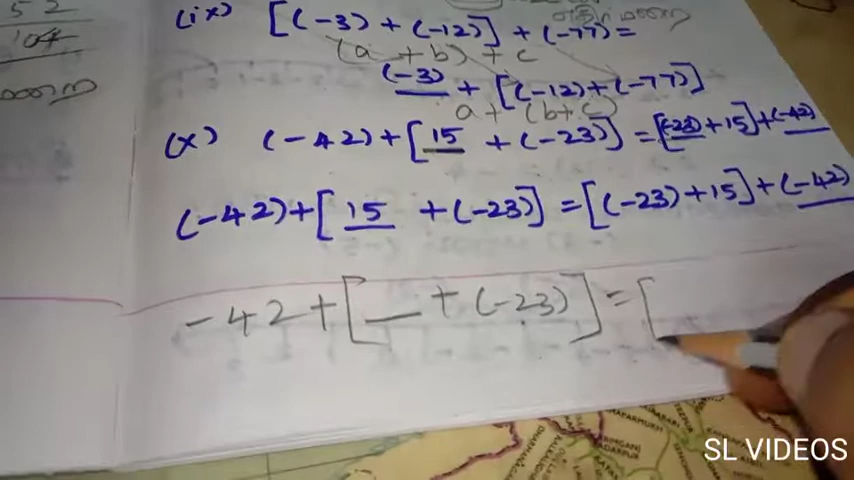 52
104
(ix) [(-3) + (-12)] + (-77) =
(a + b) + c
(-3) + [(-12) + (-77)]
a + (b + c)
(x) (-42) + [15 + (-23)] = [(-23) + 15] + (-42)
(-42) + [15 + (-23)] = [(-23) + 15] + (-42)
-42 + [__ + (-23)] = [
SL VIDEOS